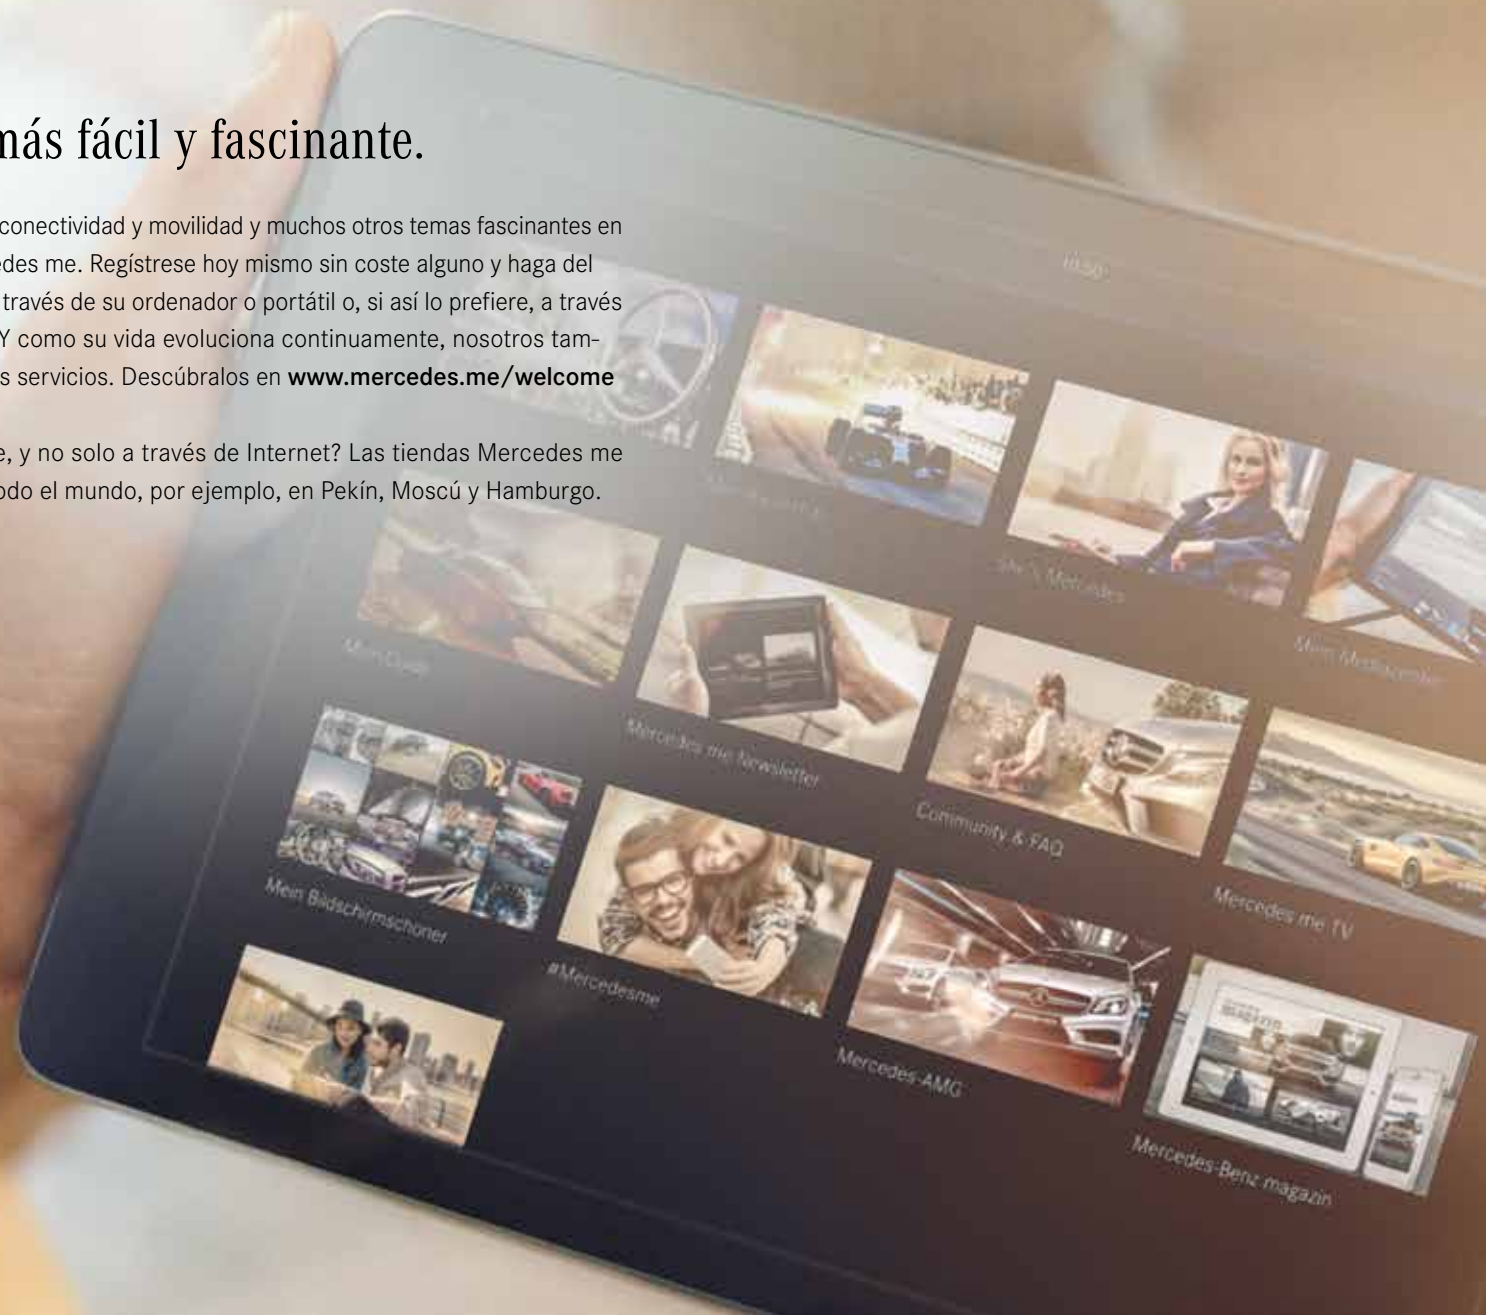 más fácil y fascinante.
conectividad y movilidad y muchos otros temas fascinantes en
edes me. Regístrese hoy mismo sin coste alguno y haga del
través de su ordenador o portátil o, si así lo prefiere, a través
Y como su vida evoluciona continuamente, nosotros tam-
s servicios. Descúbralos en www.mercedes.me/welcome
e, y no solo a través de Internet? Las tiendas Mercedes me
odo el mundo, por ejemplo, en Pekín, Moscú y Hamburgo.
She's Mercedes
Mein Mediacenter
Mercedes me Newsletter
Community & FAQ
Mercedes me TV
Mein Bildschirmschoner
#Mercedesme
Mercedes-AMG
Mercedes-Benz magazin